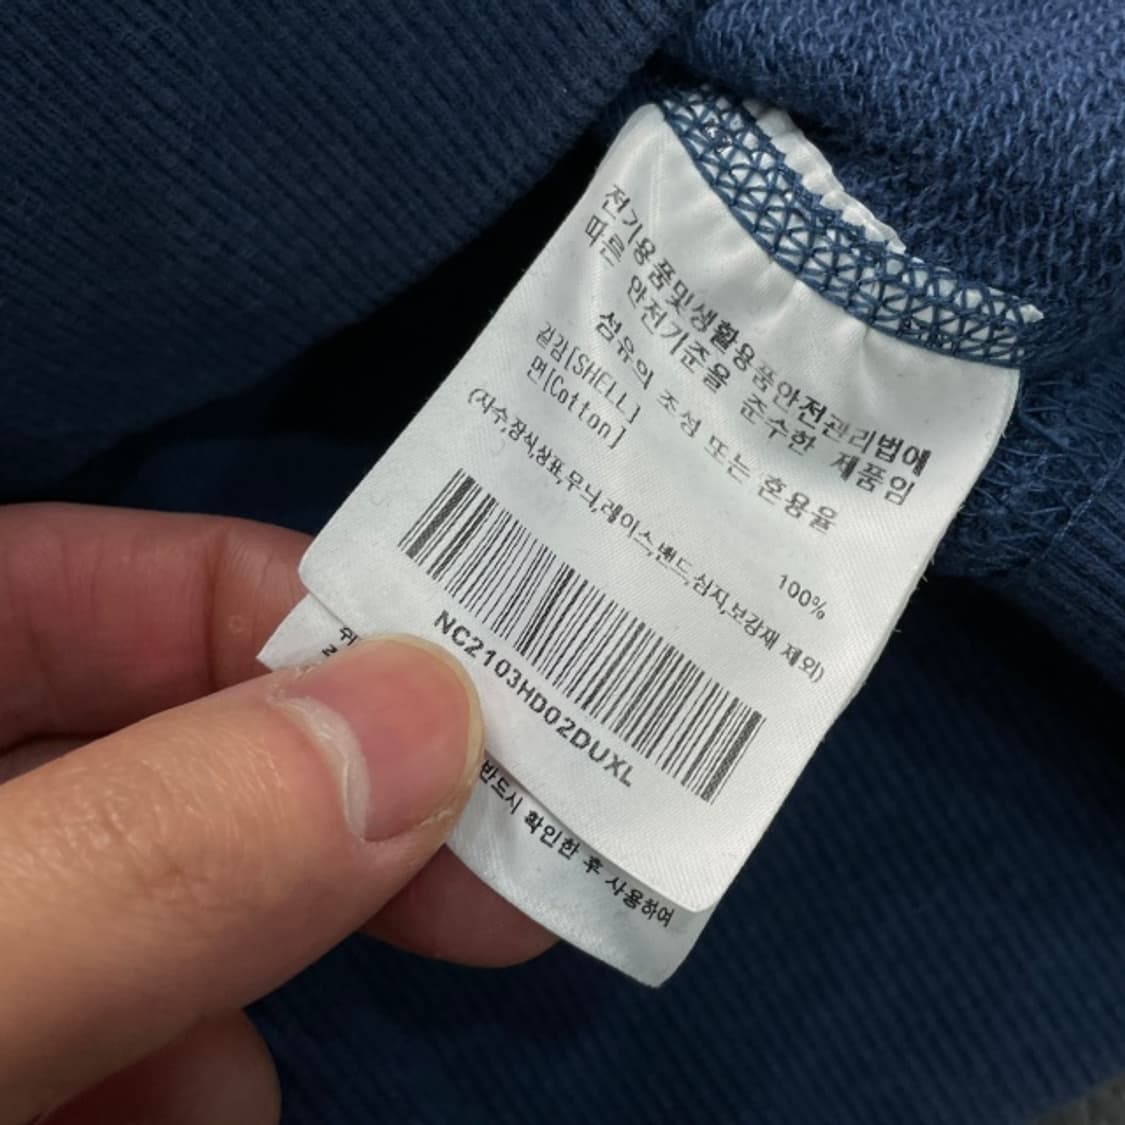 전기용품및생활용품안전관리법에
따른 안전기준을 준수한 제품임
섬유의 조성 또는 혼용율
겉감[SHELL]
면[Cotton] 100%
(자수,장식,상표,무늬,레이스,밴드,심지,보강재 제외)
NC2103HD02DUXL
반드시 확인한 후 사용하여